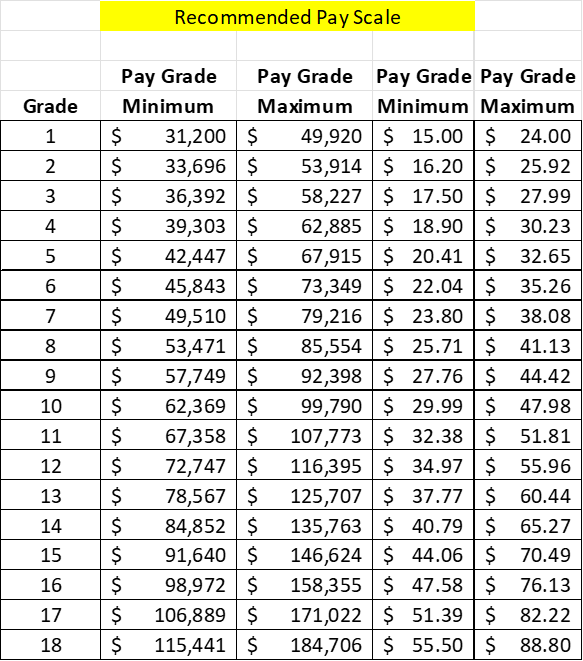 Recommended Pay Scale
Pay Grade Pay Grade Pay Grade Pay Grade
Grade Minimum Maximum Minimum Maximum
1 $ 31,200 $ 49,920 $ 15.00 $ 24.00
2 $ 33,696 $ 53,914 $ 16.20 $ 25.92
3 $ 36,392 $ 58,227 $ 17.50 $ 27.99
4 $ 39,303 $ 62,885 $ 18.90 $ 30.23
5 $ 42,447 $ 67,915 $ 20.41 $ 32.65
6 $ 45,843 $ 73,349 $ 22.04 $ 35.26
7 $ 49,510 $ 79,216 $ 23.80 $ 38.08
8 $ 53,471 $ 85,554 $ 25.71 $ 41.13
9 $ 57,749 $ 92,398 $ 27.76 $ 44.42
10 $ 62,369 $ 99,790 $ 29.99 $ 47.98
11 $ 67,358 $ 107,773 $ 32.38 $ 51.81
12 $ 72,747 $ 116,395 $ 34.97 $ 55.96
13 $ 78,567 $ 125,707 $ 37.77 $ 60.44
14 $ 84,852 $ 135,763 $ 40.79 $ 65.27
15 $ 91,640 $ 146,624 $ 44.06 $ 70.49
16 $ 98,972 $ 158,355 $ 47.58 $ 76.13
17 $ 106,889 $ 171,022 $ 51.39 $ 82.22
18 $ 115,441 $ 184,706 $ 55.50 $ 88.80